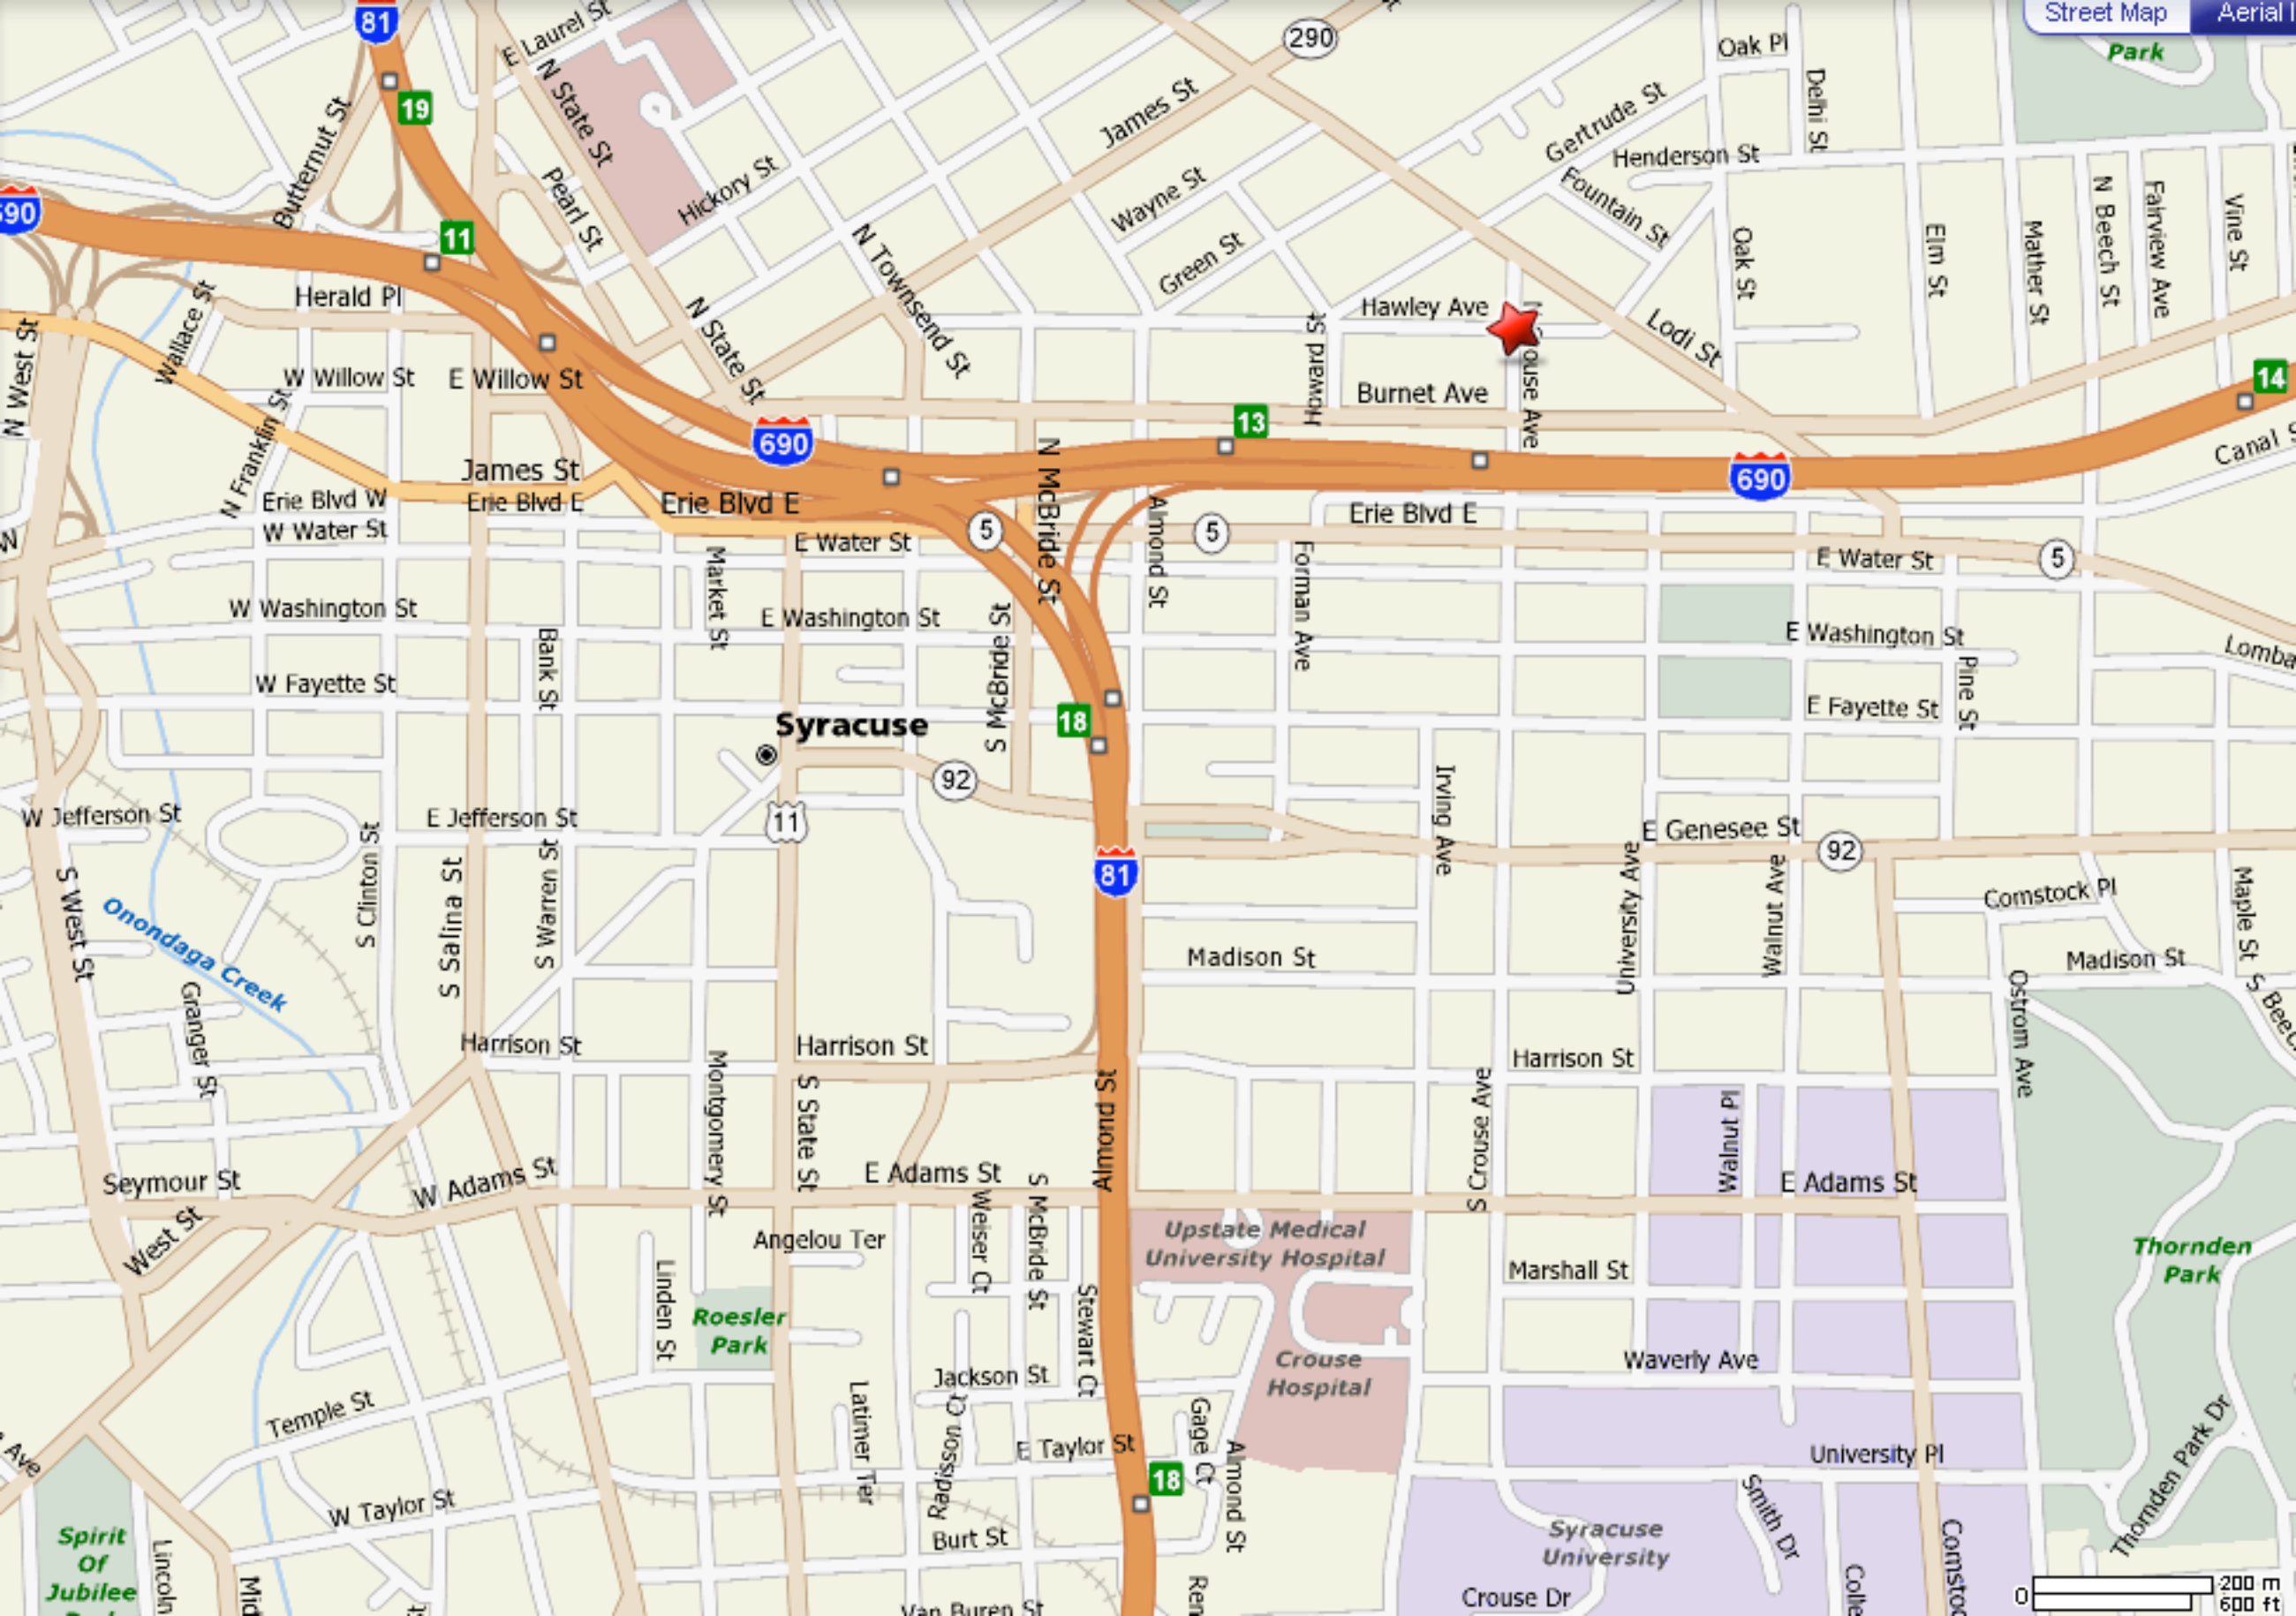 81
E Laurel St
290
Street Map
Aerial
Park
Oak Pl
19
N State St
James St
Gertrude St
Delhi St
Butternut St
Hickory St
Pearl St
Wayne St
Henderson St
Fountain St
690
11
N Townsend St
Green St
Oak St
Elm St
Mather St
N Beech St
Fairview Ave
Vine St
Herald Pl
Wallace St
N State St
Hawley Ave
Howard St
Lodi St
N West St
W Willow St
E Willow St
Burnet Ave
ouse Ave
14
N Franklin St
690
13
690
Canal
James St
Erie Blvd W
Erie Blvd E
Erie Blvd E
N McBride St
Almond St
5
5
Erie Blvd E
W Water St
E Water St
E Water St
5
Market St
Forman Ave
W Washington St
E Washington St
E Washington St
Bank St
S McBride St
Pine St
Lomba
W Fayette St
E Fayette St
18
Syracuse
92
Irving Ave
W Jefferson St
E Jefferson St
11
E Genesee St
92
81
S West St
S Clinton St
S Salina St
S Warren St
University Ave
Walnut Ave
Comstock Pl
Maple St
Onondaga Creek
Madison St
Madison St
S Beec
Granger St
Ostrom Ave
Harrison St
Harrison St
Harrison St
Montgomery St
S State St
Almond St
S Crouse Ave
Walnut Pl
Seymour St
W Adams St
E Adams St
E Adams St
West St
Weiser Ct
S McBride St
Angelou Ter
Upstate Medical
University Hospital
Marshall St
Thornden
Park
Linden St
Roesler
Park
Stewart Ct
Crouse
Hospital
Waverly Ave
Jackson St
Temple St
Latimer Ter
Radisson Ct
E Taylor St
Gage Ct
Almond St
University Pl
Thornden Park Dr
Ave
18
W Taylor St
Burt St
Smith Dr
Syracuse
University
Spirit
Of
Jubilee
Lincoln
Mid
Van Buren St
Ren
Crouse Dr
Colle
Comstoc
0
200 m
600 ft